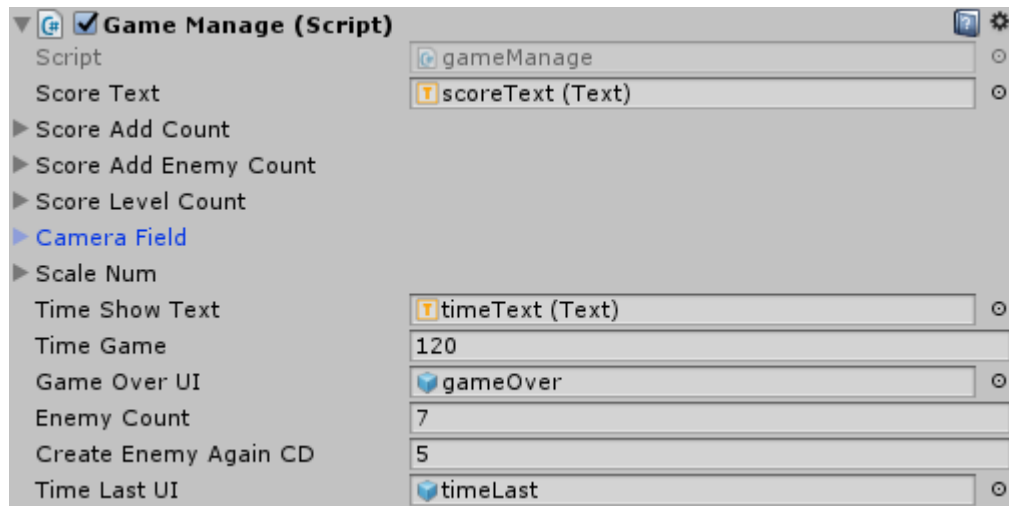 Game Manage (Script)
Script gameManage
Score Text scoreText (Text)
Score Add Count
Score Add Enemy Count
Score Level Count
Camera Field
Scale Num
Time Show Text timeText (Text)
Time Game 120
Game Over UI gameOver
Enemy Count 7
Create Enemy Again CD 5
Time Last UI timeLast